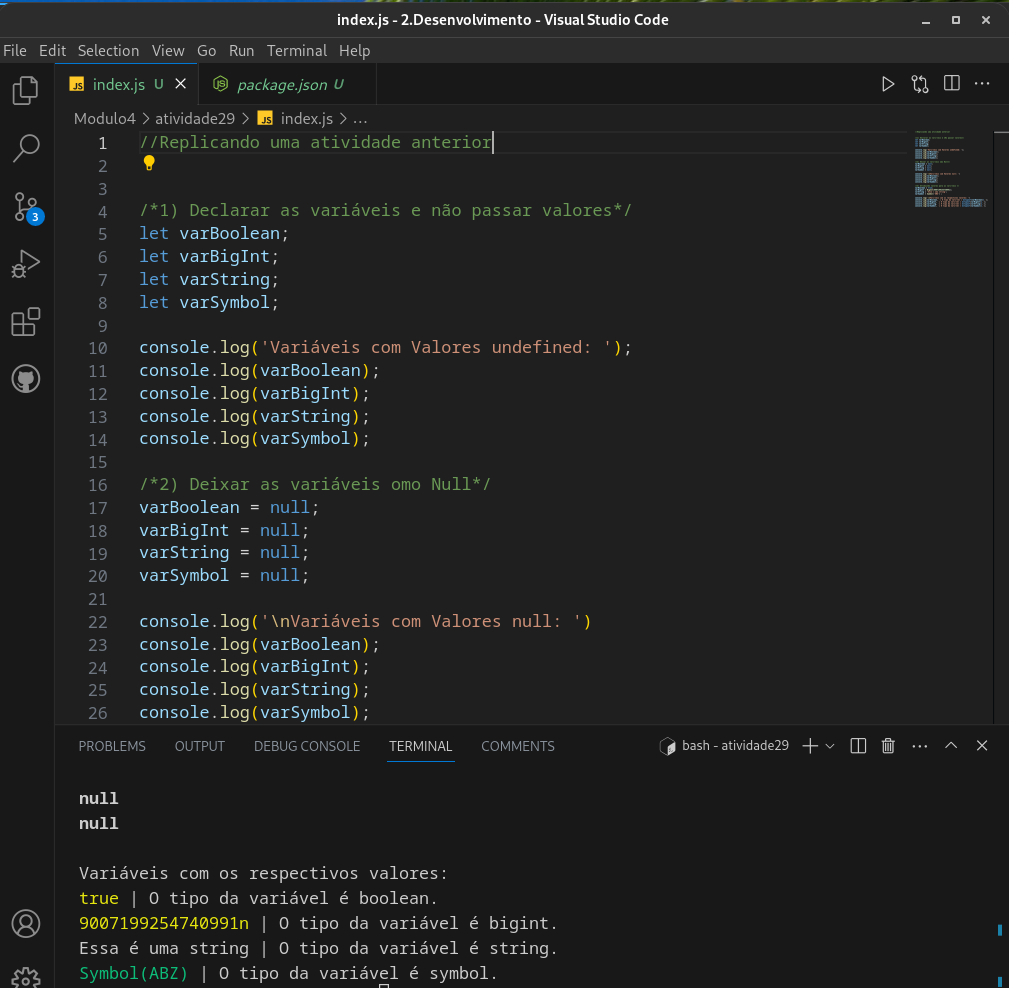 index.js - 2.Desenvolvimento - Visual Studio Code
File Edit Selection View Go Run Terminal Help
JS index.js U JS package.json U
Modulo4 > atividade29 > JS index.js > ...
1 //Replicando uma atividade anterior
2
3
4 /*1) Declarar as variáveis e não passar valores*/
5 let varBoolean;
6 let varBigInt;
7 let varString;
8 let varSymbol;
9
10 console.log('Variáveis com Valores undefined: ');
11 console.log(varBoolean);
12 console.log(varBigInt);
13 console.log(varString);
14 console.log(varSymbol);
15
16 /*2) Deixar as variáveis omo Null*/
17 varBoolean = null;
18 varBigInt = null;
19 varString = null;
20 varSymbol = null;
21
22 console.log('\nVariáveis com Valores null: ')
23 console.log(varBoolean);
24 console.log(varBigInt);
25 console.log(varString);
26 console.log(varSymbol);
3
PROBLEMS OUTPUT DEBUG CONSOLE TERMINAL COMMENTS bash - atividade29
null
null
Variáveis com os respectivos valores:
true | O tipo da variável é boolean.
9007199254740991n | O tipo da variável é bigint.
Essa é uma string | O tipo da variável é string.
Symbol(ABZ) | O tipo da variável é symbol.